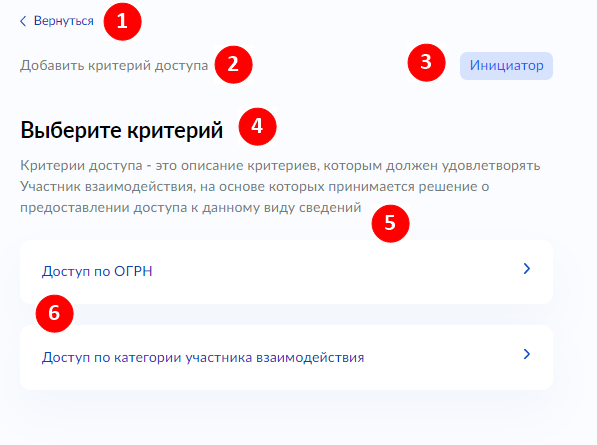 Вернуться 1
Добавить критерий доступа 2 3 Инициатор
Выберите критерий 4
Критерии доступа - это описание критериев, которым должен удовлетворять
Участник взаимодействия, на основе которых принимается решение о
предоставлении доступа к данному виду сведений
5
Доступ по ОГРН
6
Доступ по категории участника взаимодействия